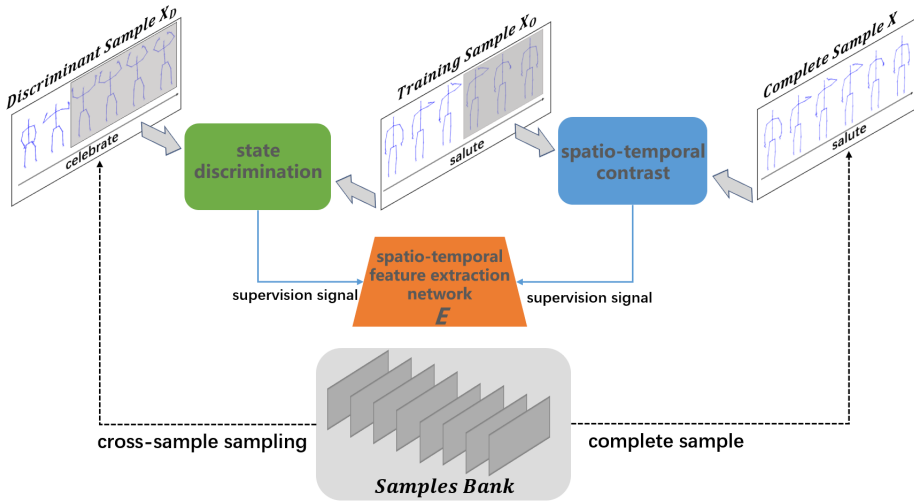 Discriminant Sample X_D
celebrate
Training Sample X_O
salute
Complete Sample X
salute
state
discrimination
spatio-temporal
contrast
spatio-temporal
feature extraction
network
E
supervision signal
supervision signal
cross-sample sampling
complete sample
Samples Bank